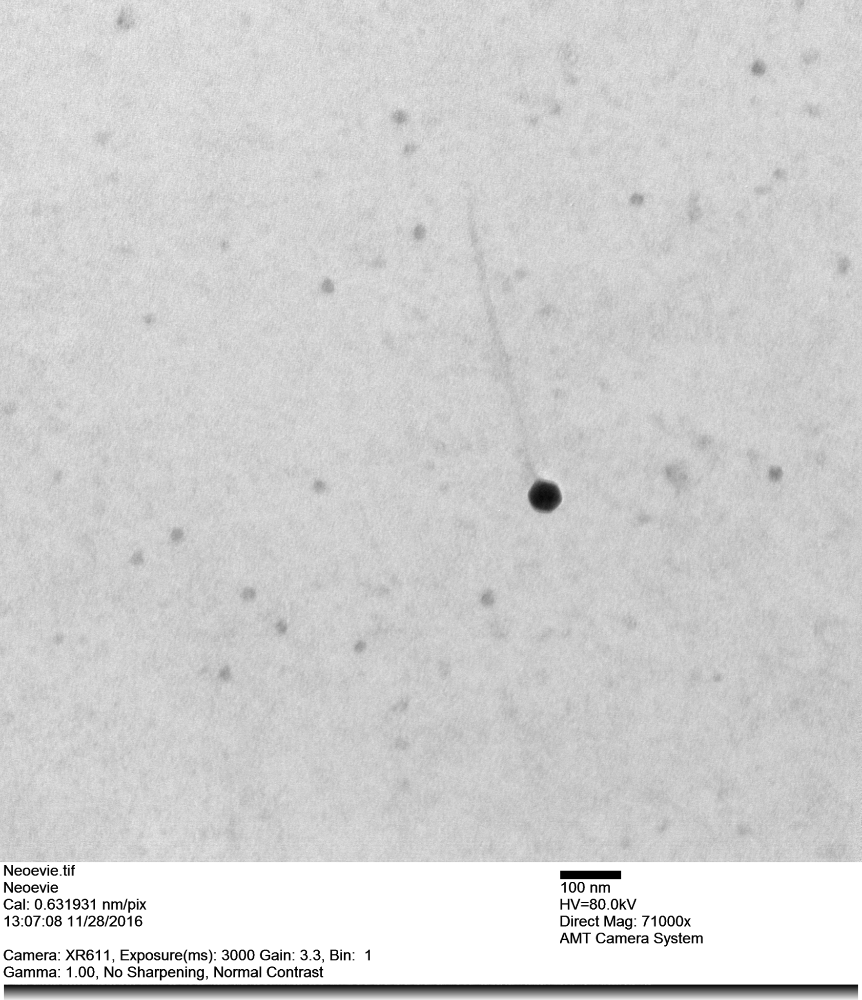 Neoevie.tif
Neoevie
Cal: 0.631931 nm/pix
13:07:08 11/28/2016
Camera: XR611, Exposure(ms): 3000 Gain: 3.3, Bin:  1
Gamma: 1.00, No Sharpening, Normal Contrast
100 nm
HV=80.0kV
Direct Mag: 71000x
AMT Camera System